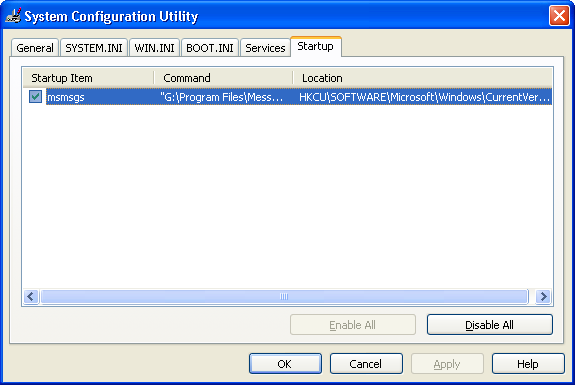 System Configuration Utility
General SYSTEM.INI WIN.INI BOOT.INI Services Startup
Startup Item Command Location
msmsgs "G:\Program Files\Mess... HKCU\SOFTWARE\Microsoft\Windows\CurrentVer...
Enable All Disable All
OK Cancel Apply Help